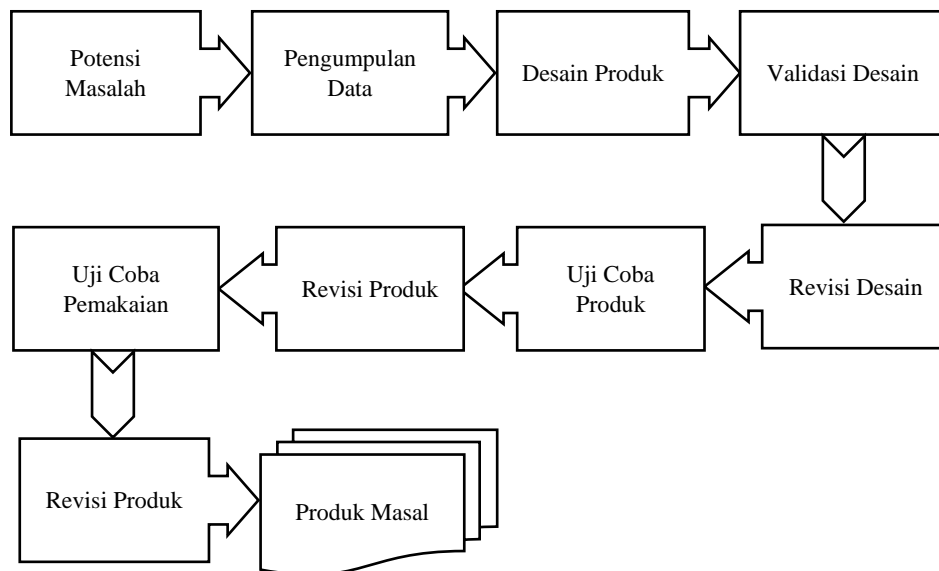 Potensi
Masalah
Pengumpulan
Data
Desain Produk
Validasi Desain
Revisi Desain
Uji Coba
Produk
Revisi Produk
Uji Coba
Pemakaian
Revisi Produk
Produk Masal